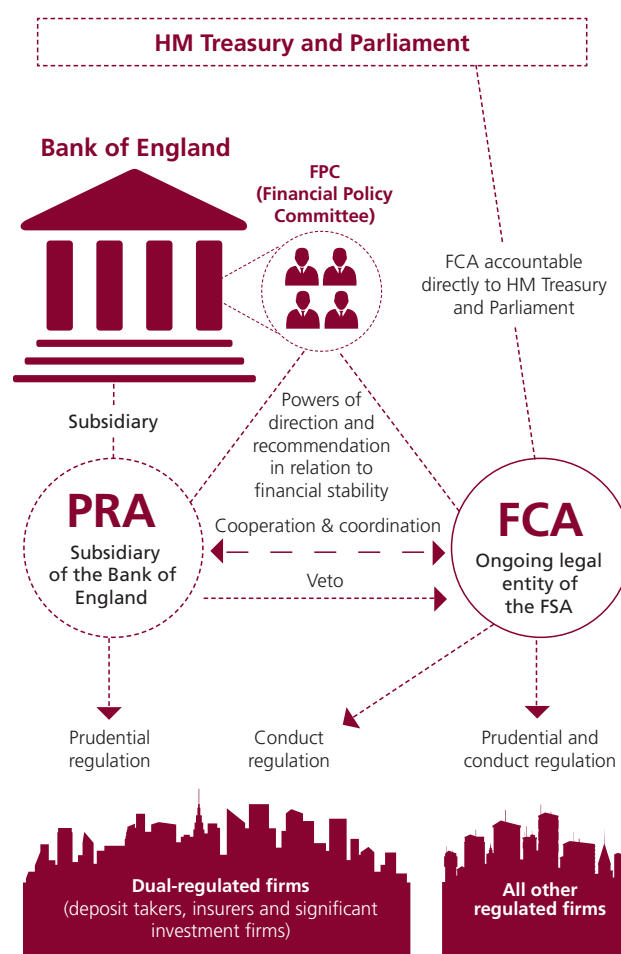 HM Treasury and Parliament
Bank of England
FPC
(Financial Policy
Committee)
FCA accountable
directly to HM Treasury
and Parliament
Subsidiary
Powers of
direction and
recommendation
in relation to
financial stability
PRA
Subsidiary
of the Bank of
England
Cooperation & coordination
Veto
FCA
Ongoing legal
entity of
the FSA
Prudential
regulation
Conduct
regulation
Prudential and
conduct regulation
Dual-regulated firms
(deposit takers, insurers and significant
investment firms)
All other
regulated firms